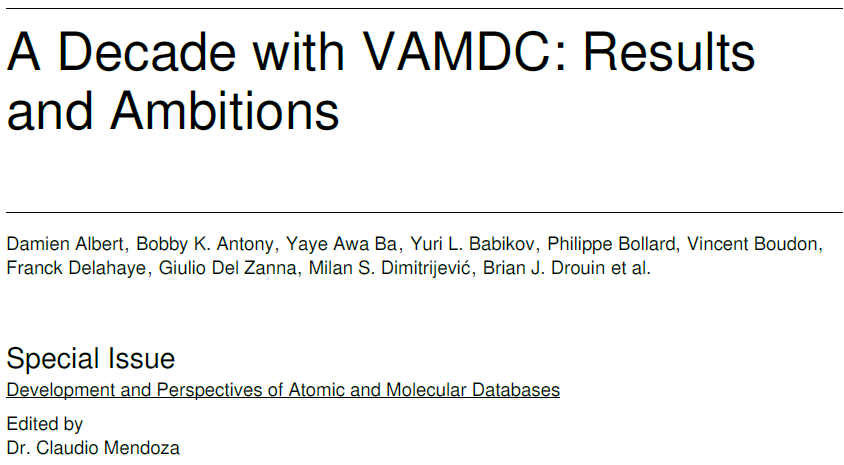 A Decade with VAMDC: Results
and Ambitions
Damien Albert, Bobby K. Antony, Yaye Awa Ba, Yuri L. Babikov, Philippe Bollard, Vincent Boudon,
Franck Delahaye, Giulio Del Zanna, Milan S. Dimitrijević, Brian J. Drouin et al.
Special Issue
Development and Perspectives of Atomic and Molecular Databases
Edited by
Dr. Claudio Mendoza